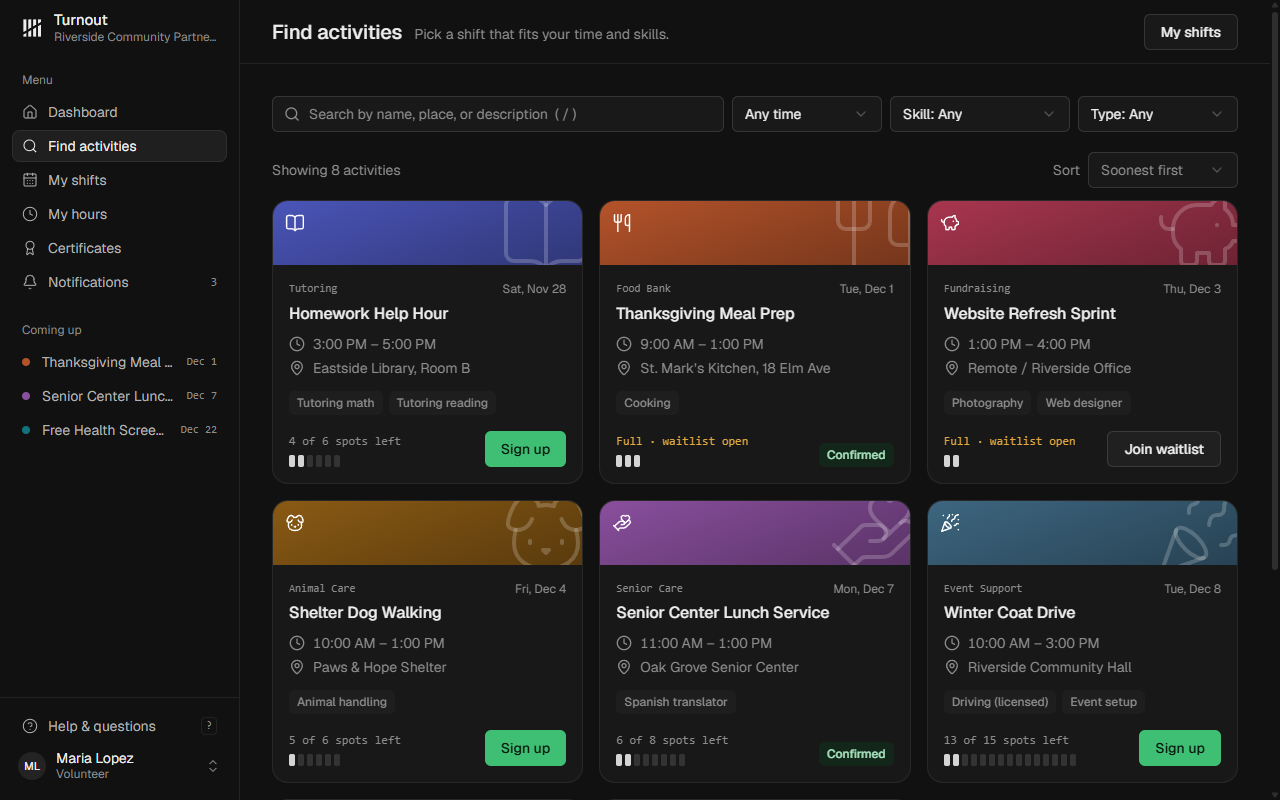 Turnout
Riverside Community Partne...
Menu
Dashboard
Find activities
My shifts
My hours
Certificates
Notifications 3
Coming up
Thanksgiving Meal ... Dec 1
Senior Center Lunc... Dec 7
Free Health Scree... Dec 22
Help & questions ?
ML
Maria Lopez
Volunteer
Find activities Pick a shift that fits your time and skills.
My shifts
Search by name, place, or description ( / )
Any time
Skill: Any
Type: Any
Showing 8 activities
Sort Soonest first
Tutoring Sat, Nov 28
Homework Help Hour
3:00 PM – 5:00 PM
Eastside Library, Room B
Tutoring math Tutoring reading
4 of 6 spots left
Sign up
Food Bank Tue, Dec 1
Thanksgiving Meal Prep
9:00 AM – 1:00 PM
St. Mark's Kitchen, 18 Elm Ave
Cooking
Full · waitlist open
Confirmed
Fundraising Thu, Dec 3
Website Refresh Sprint
1:00 PM – 4:00 PM
Remote / Riverside Office
Photography Web designer
Full · waitlist open
Join waitlist
Animal Care Fri, Dec 4
Shelter Dog Walking
10:00 AM – 1:00 PM
Paws & Hope Shelter
Animal handling
5 of 6 spots left
Sign up
Senior Care Mon, Dec 7
Senior Center Lunch Service
11:00 AM – 1:00 PM
Oak Grove Senior Center
Spanish translator
6 of 8 spots left
Confirmed
Event Support Tue, Dec 8
Winter Coat Drive
10:00 AM – 3:00 PM
Riverside Community Hall
Driving (licensed) Event setup
13 of 15 spots left
Sign up